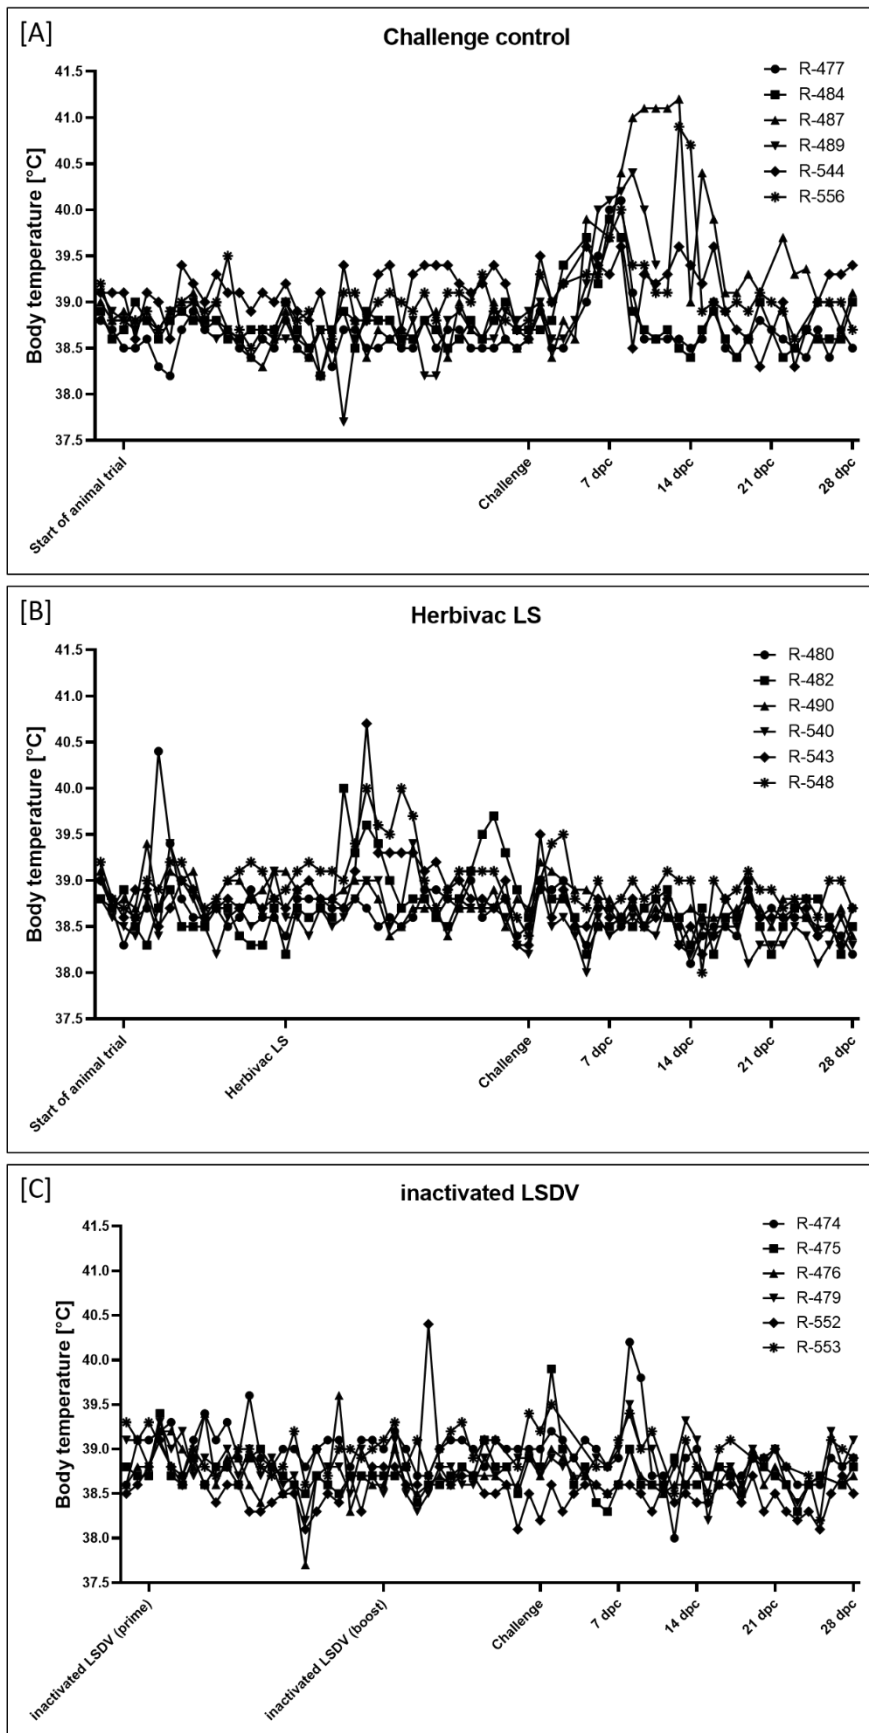 [A]
Challenge control
Body temperature [°C]
41.5
41.0
40.5
40.0
39.5
39.0
38.5
38.0
37.5
R-477
R-484
R-487
R-489
R-544
R-556
Start of animal trial
Challenge
7 dpc
14 dpc
21 dpc
28 dpc
[B]
Herbivac LS
Body temperature [°C]
41.5
41.0
40.5
40.0
39.5
39.0
38.5
38.0
37.5
R-480
R-482
R-490
R-540
R-543
R-548
Start of animal trial
Herbivac LS
Challenge
7 dpc
14 dpc
21 dpc
28 dpc
[C]
inactivated LSDV
Body temperature [°C]
41.5
41.0
40.5
40.0
39.5
39.0
38.5
38.0
37.5
R-474
R-475
R-476
R-479
R-552
R-553
inactivated LSDV (prime)
inactivated LSDV (boost)
Challenge
7 dpc
14 dpc
21 dpc
28 dpc